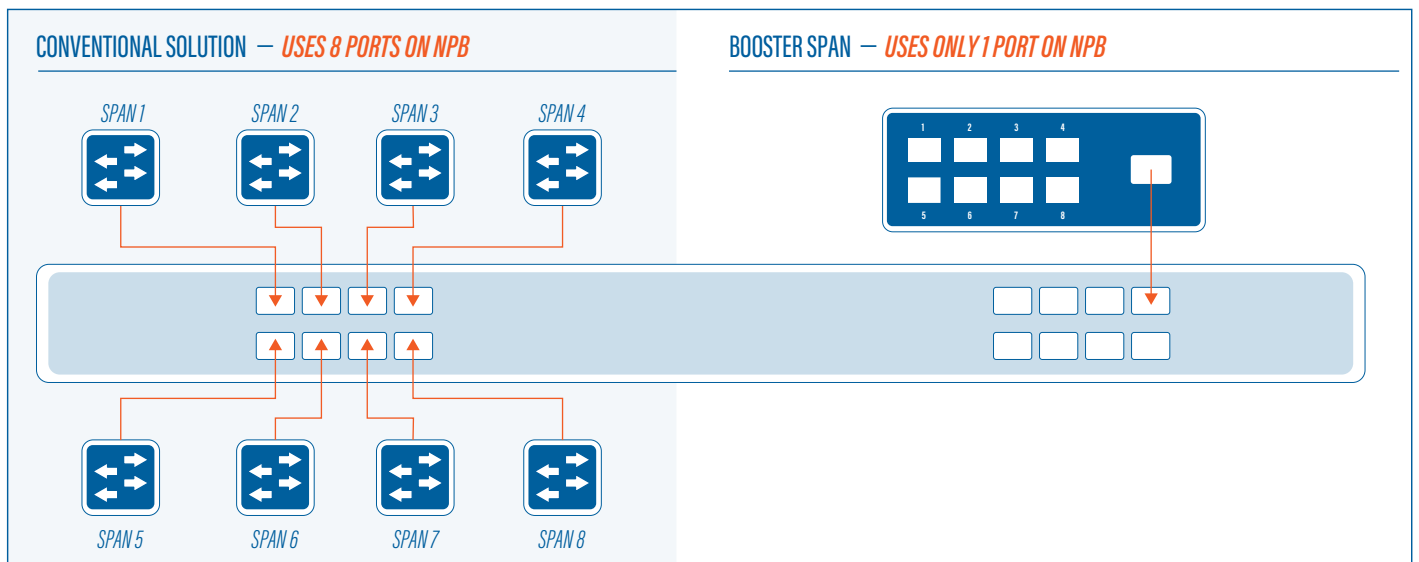 CONVENTIONAL SOLUTION – USES 8 PORTS ON NPB
SPAN 1 SPAN 2 SPAN 3 SPAN 4
SPAN 5 SPAN 6 SPAN 7 SPAN 8
BOOSTER SPAN – USES ONLY 1 PORT ON NPB
1 2 3 4
5 6 7 8